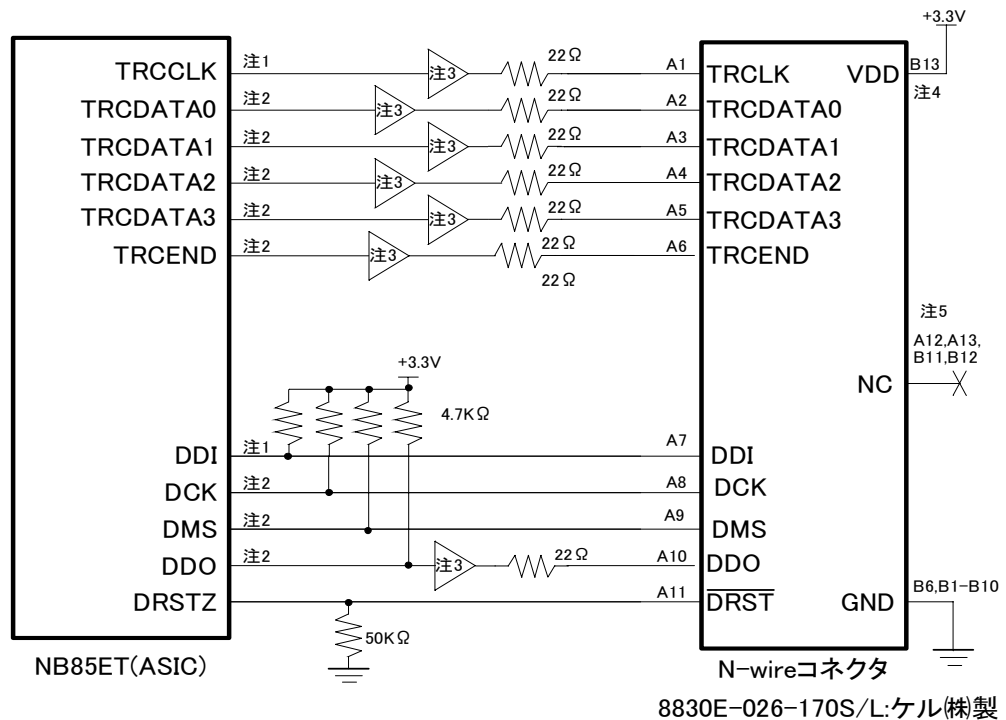 +3.3V
TRCCLK 注1 注3 22Ω A1 TRCLK VDD B13
注4
TRCDATA0 注2 注3 22Ω A2 TRCDATA0
TRCDATA1 注2 注3 22Ω A3 TRCDATA1
TRCDATA2 注2 注3 22Ω A4 TRCDATA2
TRCDATA3 注2 注3 22Ω A5 TRCDATA3
TRCEND 注2 注3 22Ω A6 TRCEND
22Ω
注5
A12,A13,
B11,B12
NC
+3.3V
4.7KΩ
DDI 注1 A7 DDI
DCK 注2 A8 DCK
DMS 注2 A9 DMS
DDO 注2 注3 22Ω A10 DDO
DRSTZ A11 DRST GND B6,B1-B10
50KΩ
NB85ET(ASIC)
N-wireコネクタ
8830E-026-170S/L:ケル㈱製